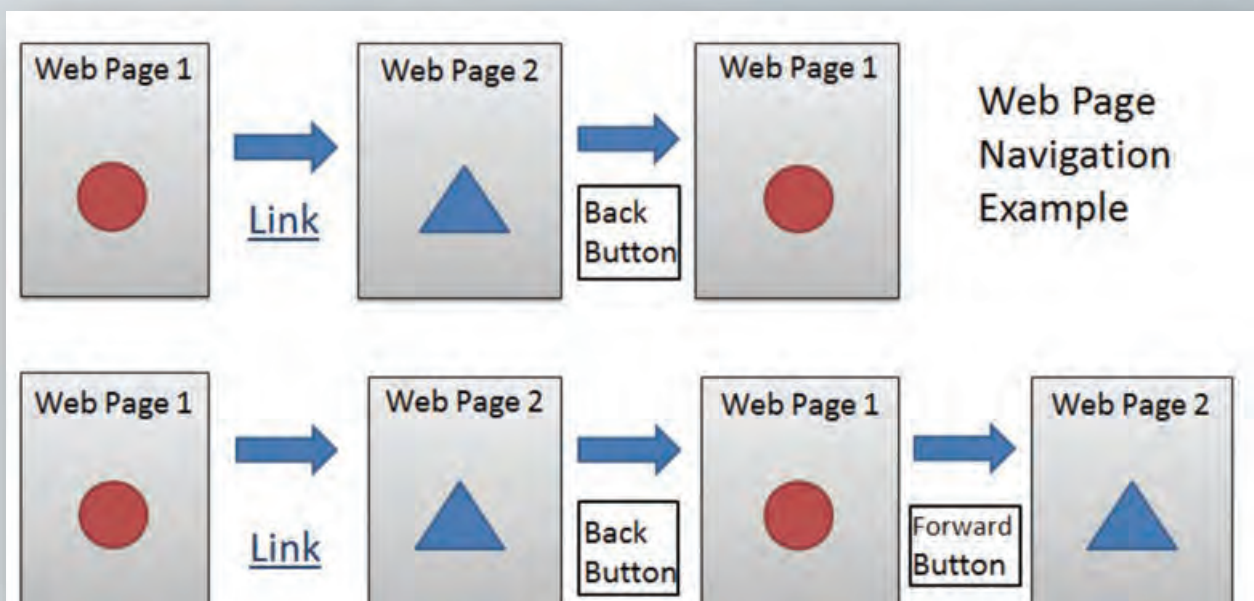 Web Page 1
Web Page 2
Web Page 1
Web Page
Navigation
Example
Link
Back
Button
Web Page 1
Web Page 2
Web Page 1
Web Page 2
Link
Back
Button
Forward
Button